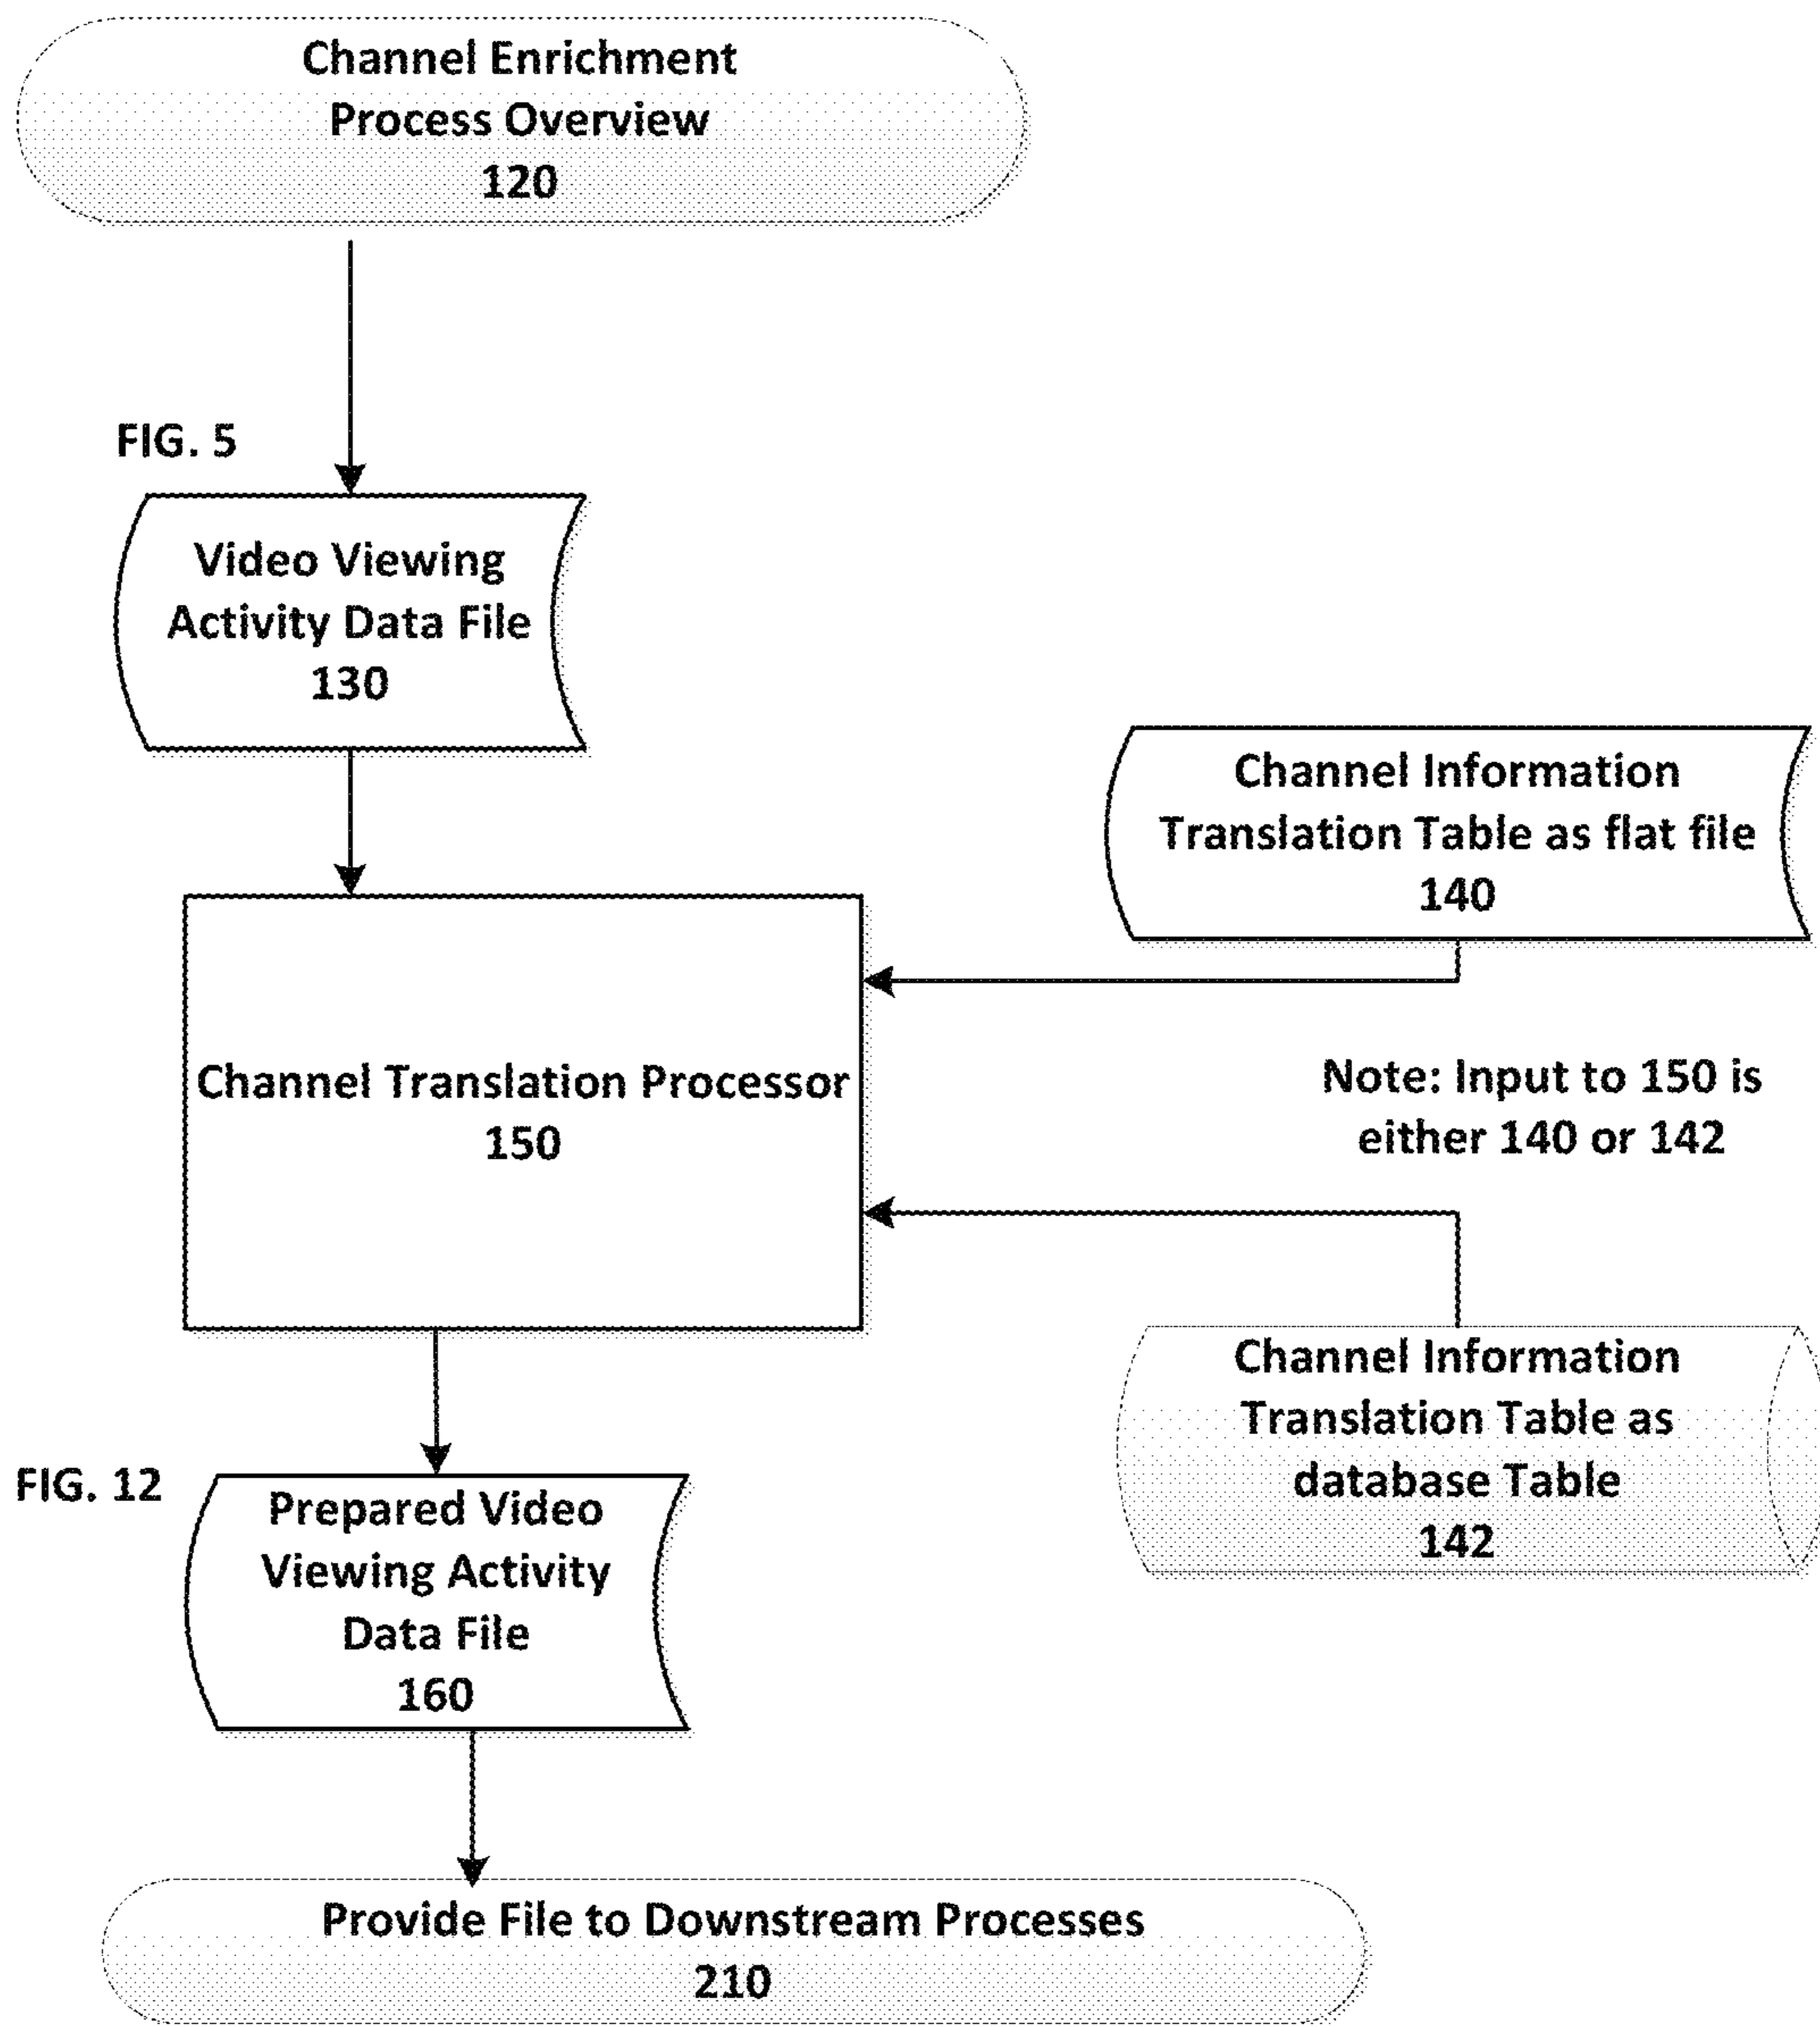 Channel Enrichment
Process Overview
120
FIG. 5
Video Viewing
Activity Data File
130
Channel Information
Translation Table as flat file
140
Channel Translation Processor
150
Note: Input to 150 is
either 140 or 142
Channel Information
Translation Table as
database Table
142
FIG. 12
Prepared Video
Viewing Activity
Data File
160
Provide File to Downstream Processes
210